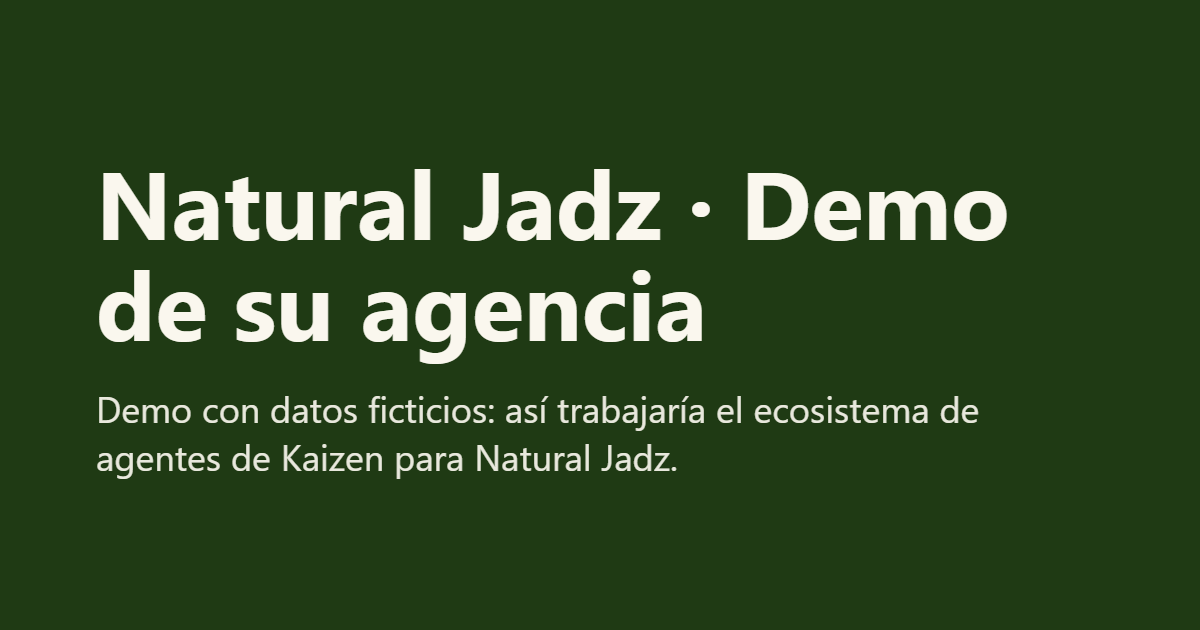 Natural Jadz · Demo
de su agencia
Demo con datos ficticios: así trabajaría el ecosistema de
agentes de Kaizen para Natural Jadz.